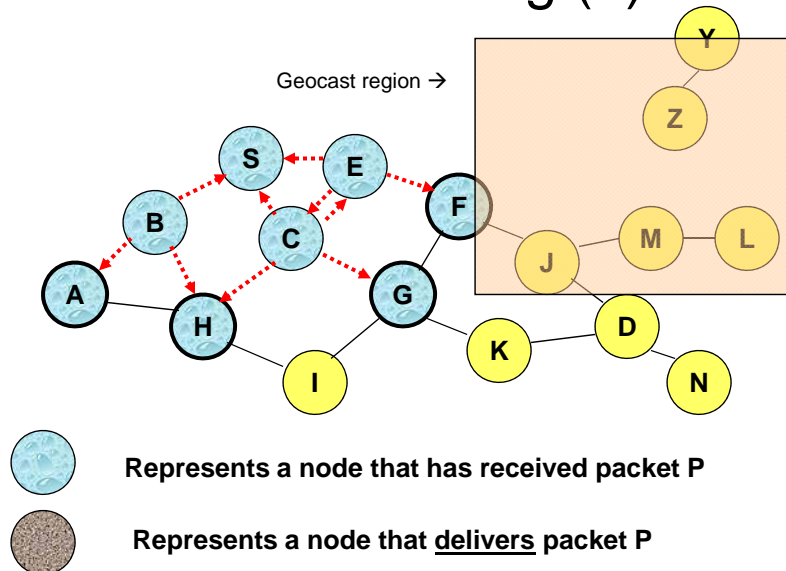 g (
Y
Geocast region →
Z
S
E
B
F
C
M
L
J
A
G
H
D
K
I
N
Represents a node that has received packet P
Represents a node that delivers packet P